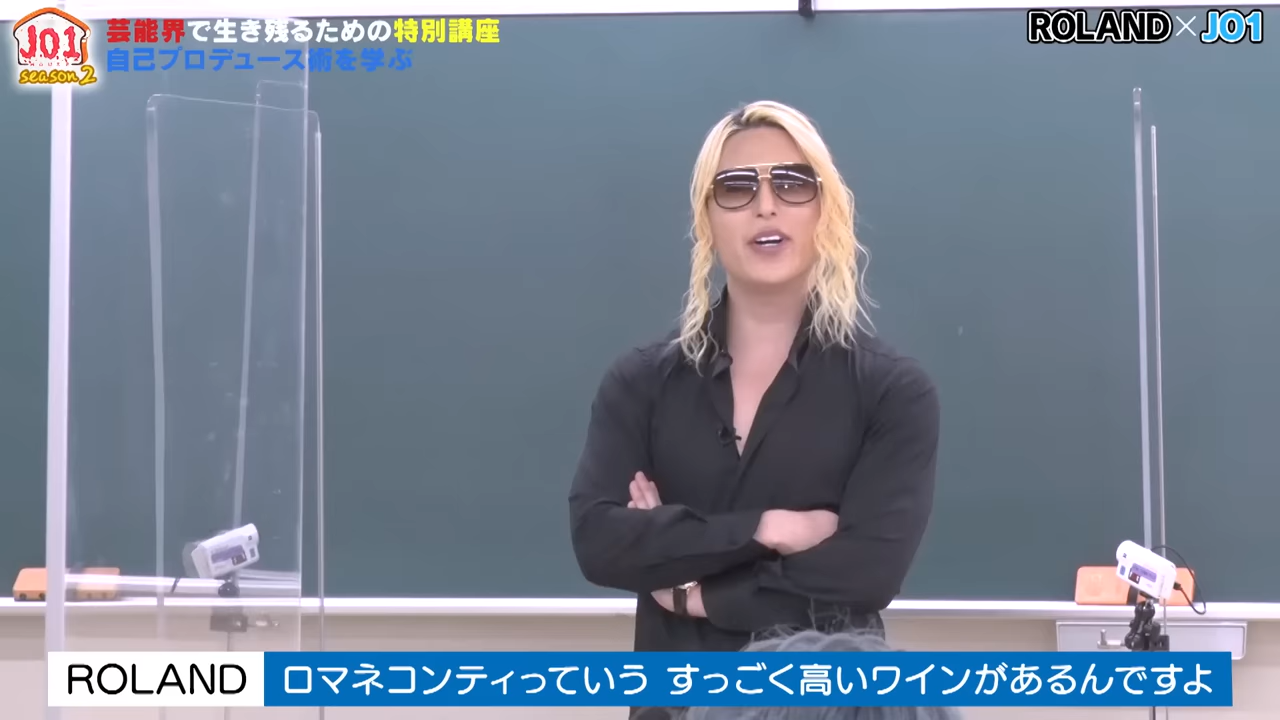 JO1
season2
芸能界で生き残るための特別講座
自己プロデュース術を学ぶ
ROLAND×JO1
ROLAND
ロマネコンティっていう すっごく高いワインがあるんですよ